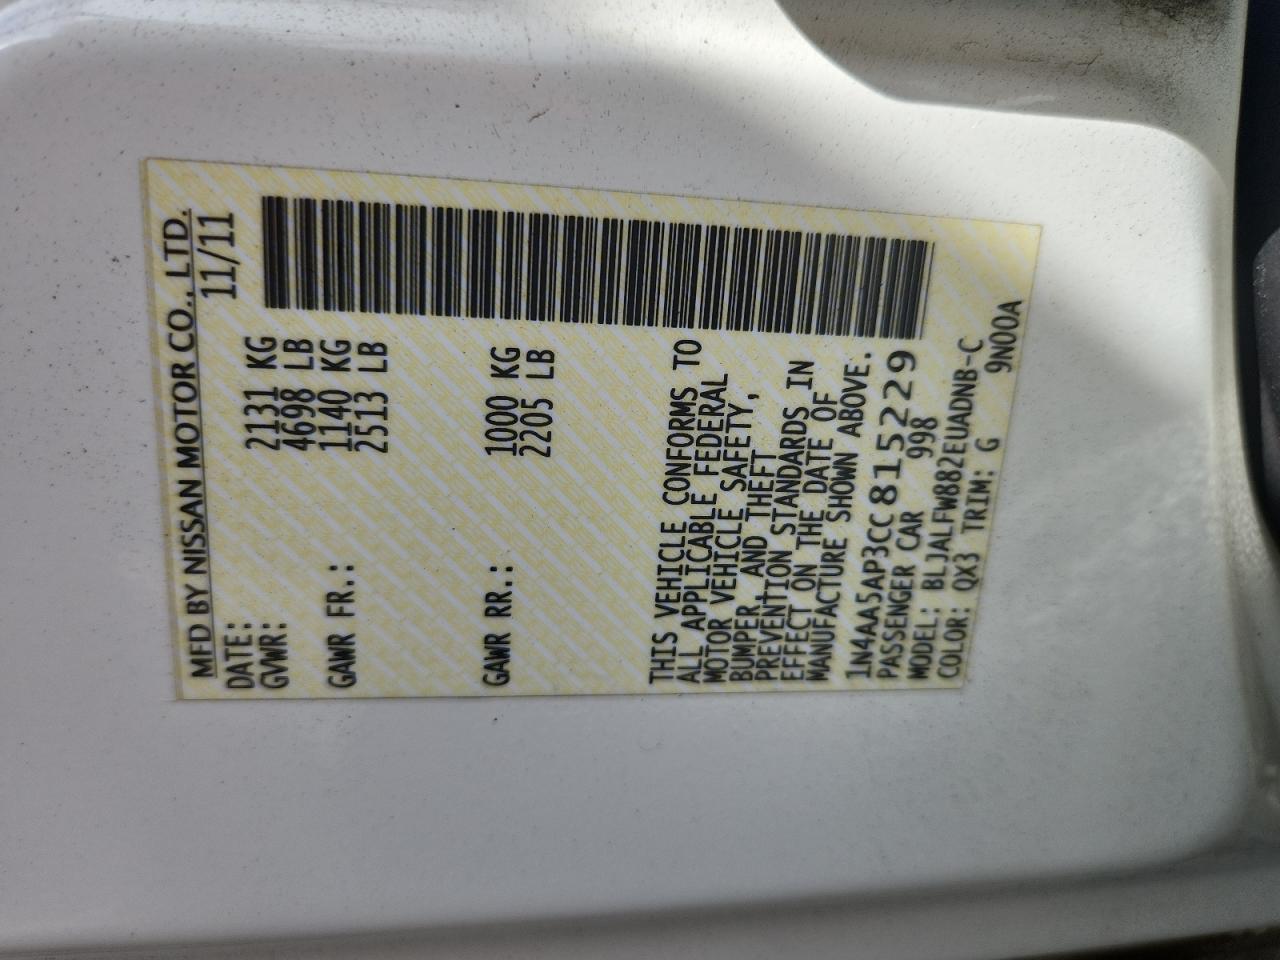 MFD BY NISSAN MOTOR CO., LTD.
DATE: 11/11
GVWR: 2131 KG
4698 LB
GAWR FR.: 1140 KG
2513 LB
GAWR RR.: 1000 KG
2205 LB
THIS VEHICLE CONFORMS TO
ALL APPLICABLE FEDERAL
MOTOR VEHICLE SAFETY,
BUMPER, AND THEFT
PREVENTION STANDARDS IN
EFFECT ON THE DATE OF
MANUFACTURE SHOWN ABOVE.
1N4AA5AP3CC815229
PASSENGER CAR 998
MODEL: BLJALFW882EUADNB-C
COLOR: QX3 TRIM: G 9N00A